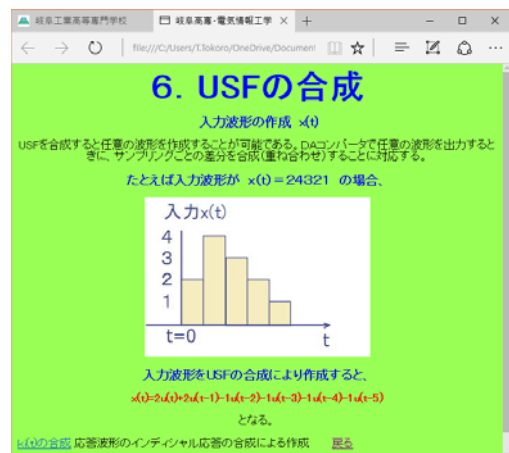 岐阜工業高等専門学校
岐阜高専・電気情報工学
file:///C:/Users/T.Tokoro/OneDrive/Document
6. USFの合成
入力波形の作成 x(t)
USFを合成すると任意の波形を作成することが可能である。DAコンバータで任意の波形を出力すると
きに、サンプリングごとの差分を合成(重ね合わせ)することに対応する。
たとえば入力波形が x(t)=24321 の場合、
入力x(t)
4
3
2
1
t=0
t
入力波形をUSFの合成により作成すると、
x(t)=2u(t)+2u(t-1)-1u(t-2)-1u(t-3)-1u(t-4)-1u(t-5)
となる。
k(t)の合成 応答波形のインディシャル応答の合成による作成 戻る